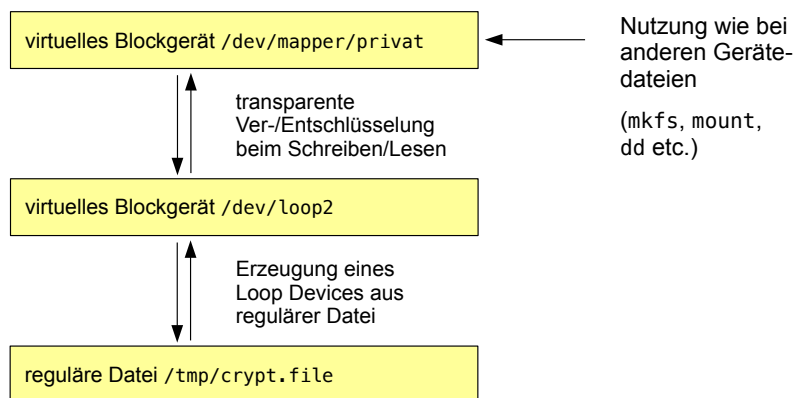 virtuelles Blockgerät /dev/mapper/privat
Nutzung wie bei
anderen Geräte-
dateien
(mkfs, mount,
dd etc.)
transparente
Ver-/Entschlüsselung
beim Schreiben/Lesen
virtuelles Blockgerät /dev/loop2
Erzeugung eines
Loop Devices aus
regulärer Datei
reguläre Datei /tmp/crypt.file